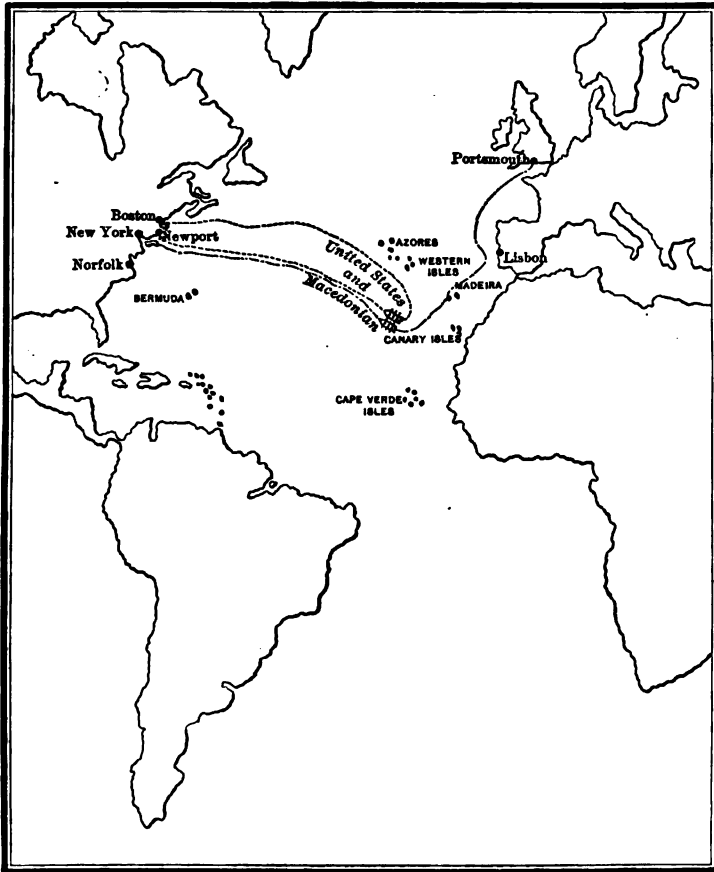 Portsmouth
Boston
New York
Newport
Norfolk
AZORES
WESTERN
ISLES
Lisbon
United States
and
Macedonian
MADEIRA
BERMUDA
CANARY ISLES
CAPE VERDE
ISLES